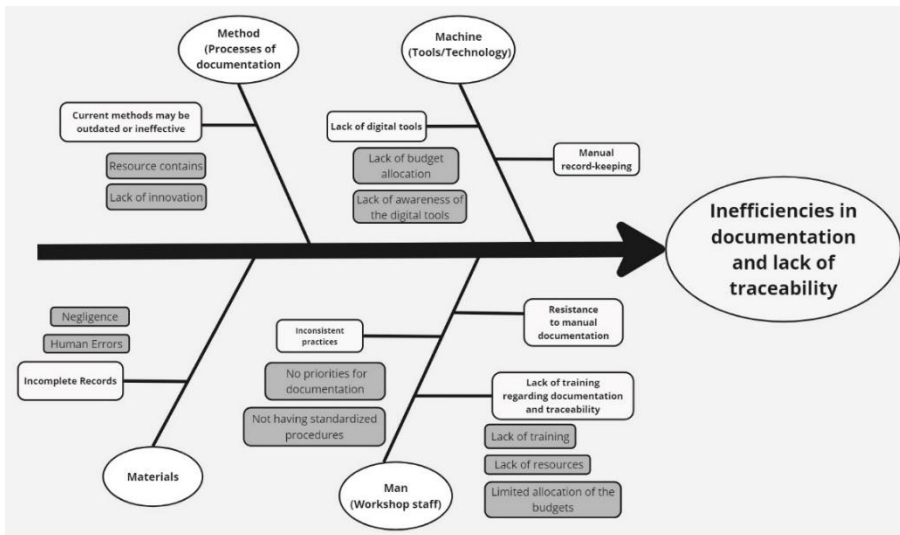 Method
(Processes of
documentation
Machine
(Tools/Technology)
Current methods may be
outdated or ineffective
Resource contains
Lack of innovation
Lack of digital tools
Lack of budget
allocation
Lack of awareness of
the digital tools
Manual
record-keeping
Inefficiencies in
documentation
and lack of
traceability
Negligence
Human Errors
Incomplete Records
Materials
Inconsistent
practices
No priorities for
documentation
Not having standardized
procedures
Resistance
to manual
documentation
Lack of training
regarding documentation
and traceability
Lack of training
Lack of resources
Limited allocation of the
budgets
Man
(Workshop staff)